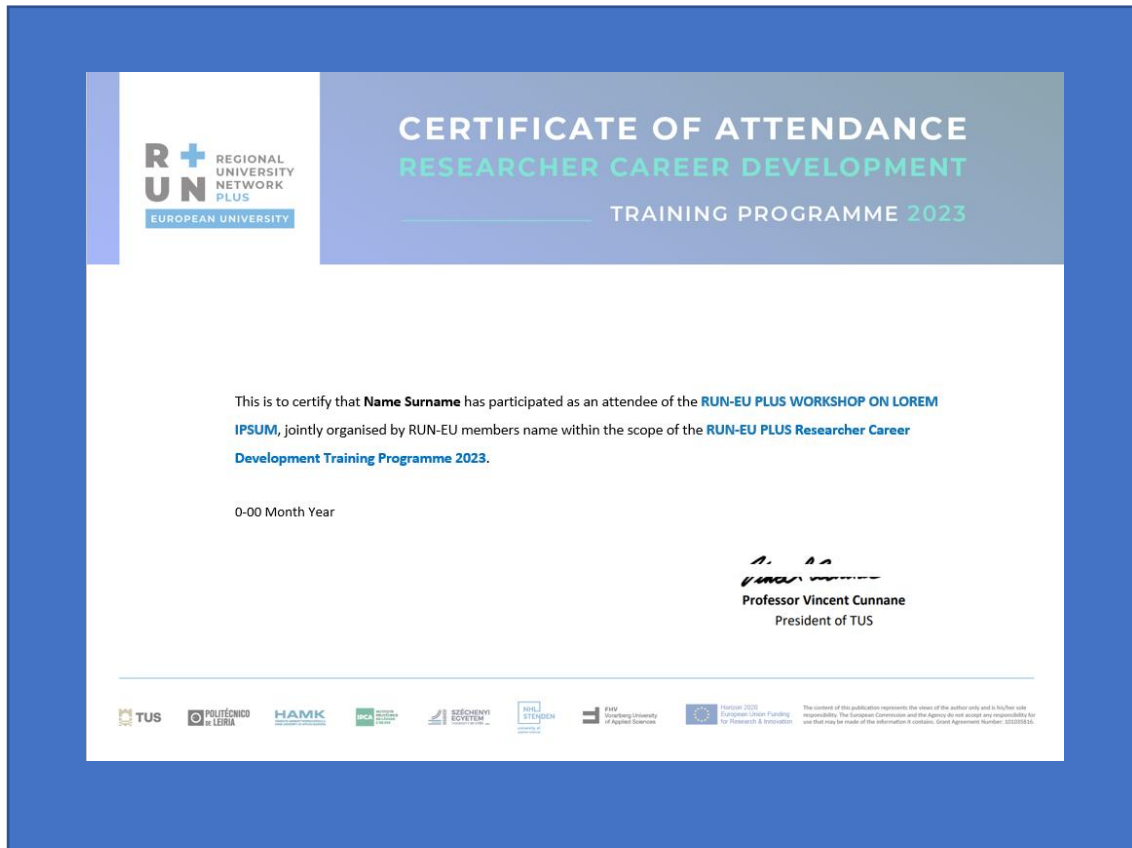 R+
UN
REGIONAL
UNIVERSITY
NETWORK
PLUS
EUROPEAN UNIVERSITY
CERTIFICATE OF ATTENDANCE
RESEARCHER CAREER DEVELOPMENT
TRAINING PROGRAMME 2023
This is to certify that Name Surname has participated as an attendee of the RUN-EU PLUS WORKSHOP ON LOREM
IPSUM, jointly organised by RUN-EU members name within the scope of the RUN-EU PLUS Researcher Career
Development Training Programme 2023.
0-00 Month Year
Professor Vincent Cunnane
President of TUS
TUS
POLITÉCNICO
DE LEIRIA
HAMK
IPCA
SZÉCHENYI
EGYETEM
NHL
STENDEN
FHV
Vorarlberg University
of Applied Sciences
Horizon 2020
European Union Funding
for Research & Innovation
The content of this publication represents the views of the author only and is his/her sole
responsibility. The European Commission and the Agency do not accept any responsibility for
use that may be made of the information it contains. Grant Agreement Number: 101035816.